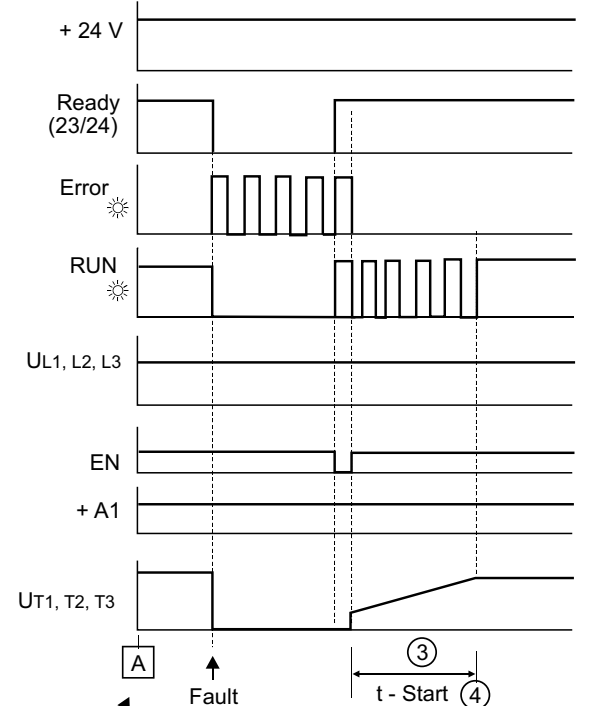 + 24 V
Ready
(23/24)
Error
RUN
UL1, L2, L3
EN
+ A1
UT1, T2, T3
A
Fault
3
t - Start
4